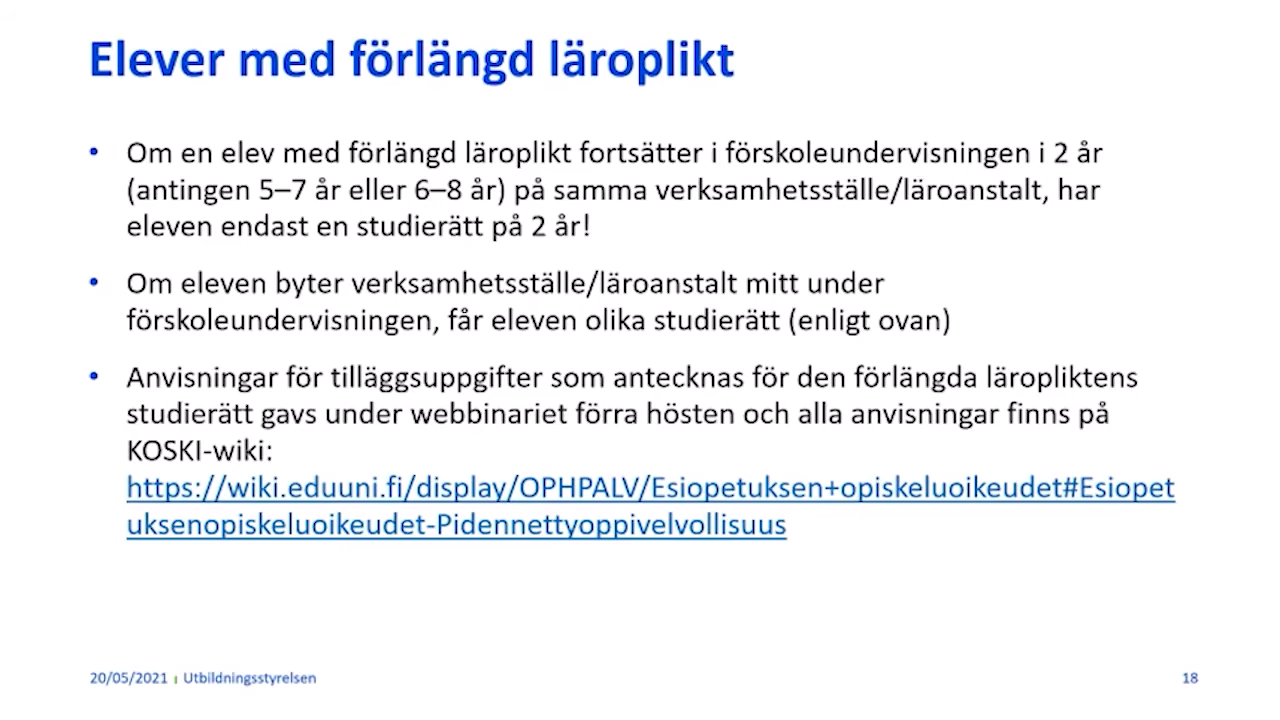 Elever med förlängd läroplikt
• Om en elev med förlängd läroplikt fortsätter i förskoleundervisningen i 2 år
(antingen 5–7 år eller 6–8 år) på samma verksamhetsställe/läroanstalt, har
eleven endast en studierätt på 2 år!
• Om eleven byter verksamhetsställe/läroanstalt mitt under
förskoleundervisningen, får eleven olika studierätt (enligt ovan)
• Anvisningar för tilläggsuppgifter som antecknas för den förlängda läropliktens
studierätt gavs under webbinariet förra hösten och alla anvisningar finns på
KOSKI-wiki:
https://wiki.eduuni.fi/display/OPHPALV/Esiopetuksen+opiskeluoikeudet#Esiopet
uksenopiskeluoikeudet-Pidennettyoppivelvollisuus
20/05/2021 ı Utbildningsstyrelsen 18